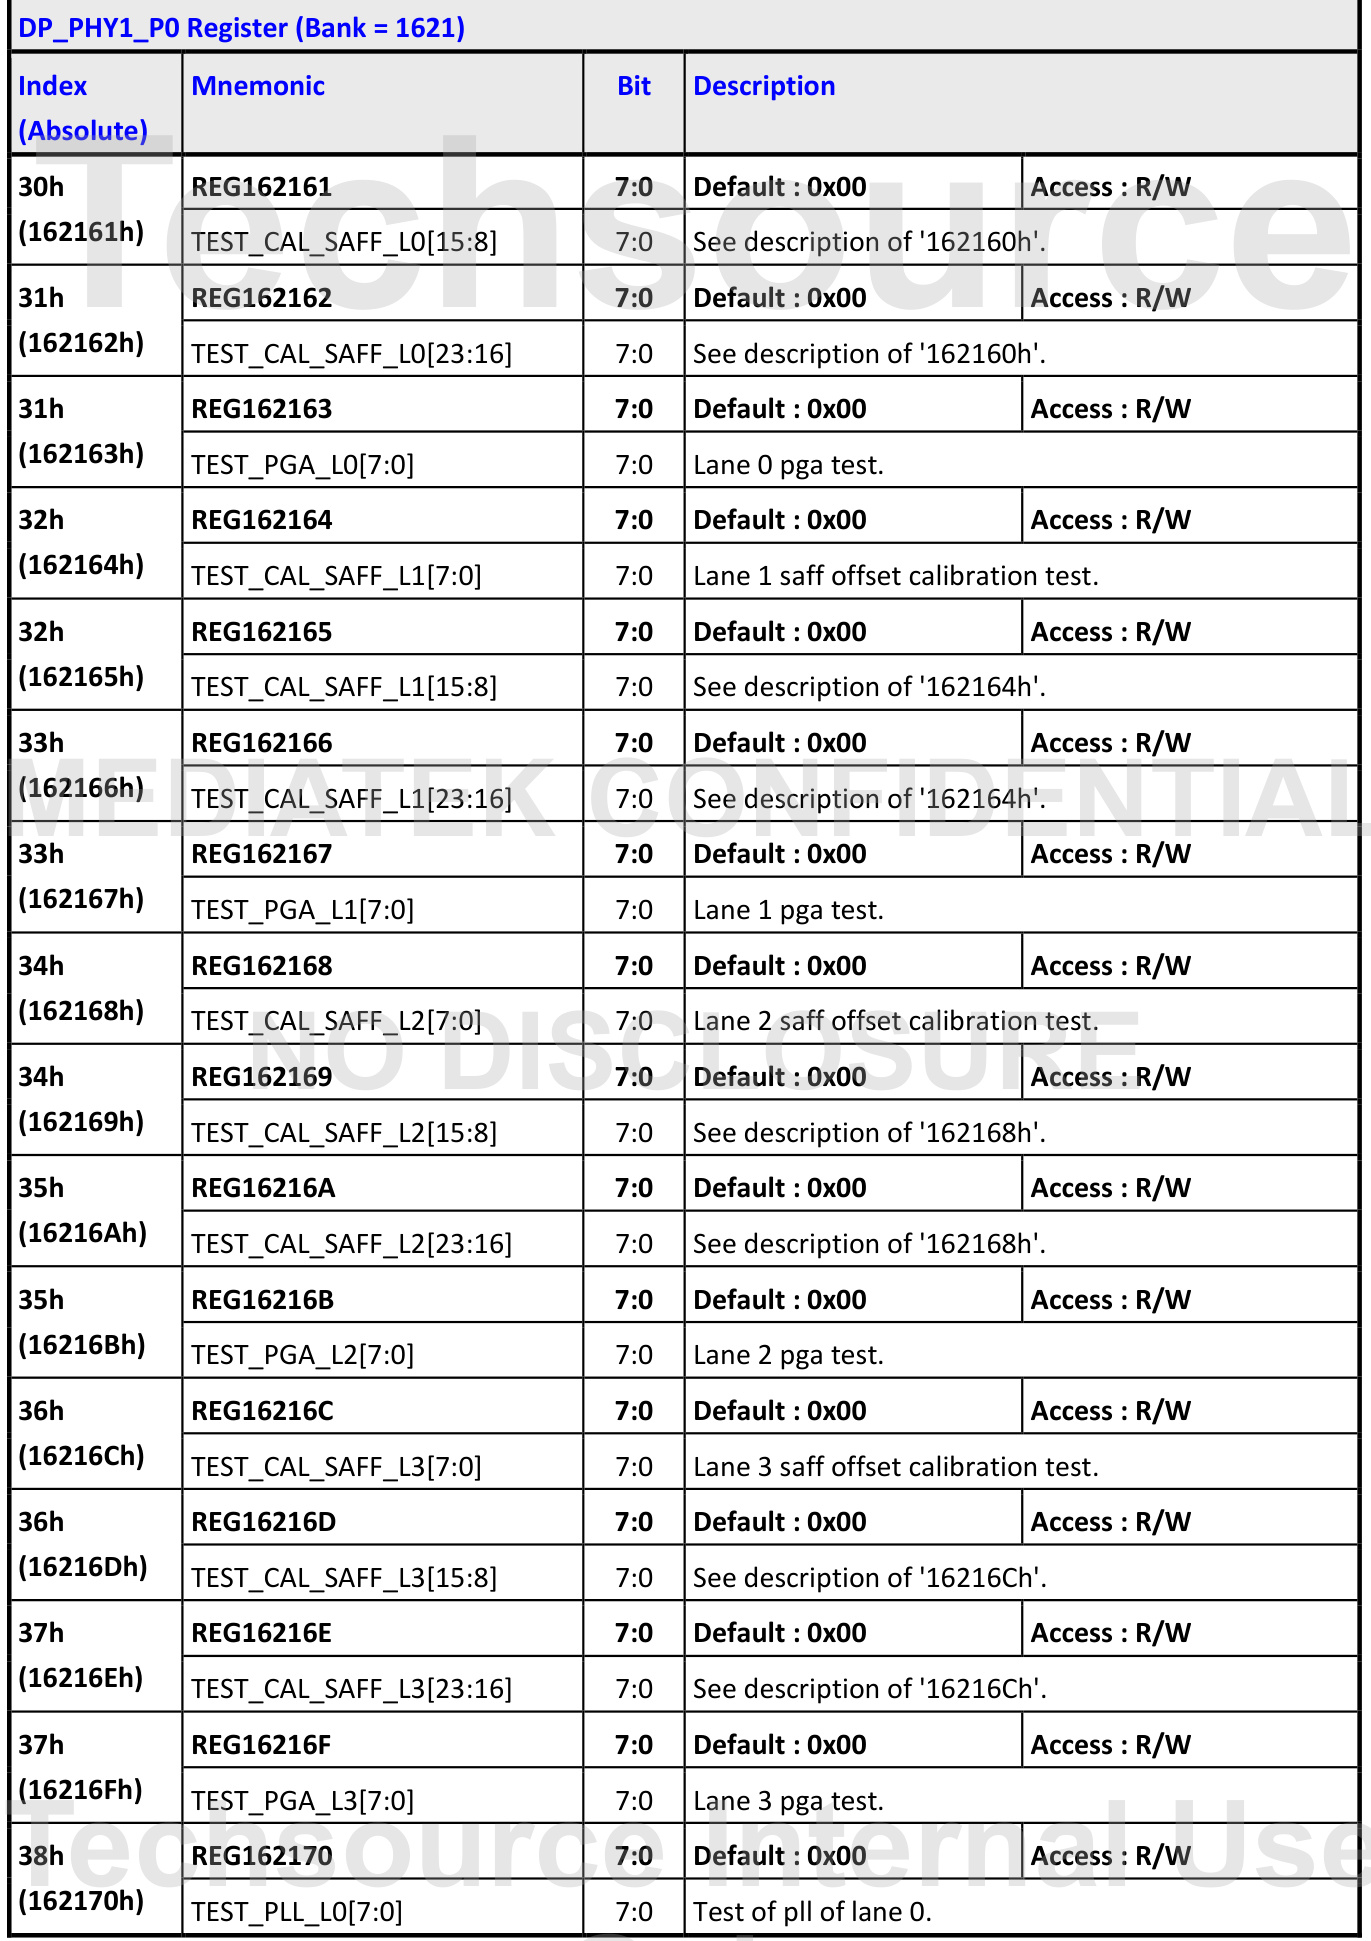 DP_PHY1_P0 Register (Bank = 1621)
Index (Absolute) Mnemonic Bit Description
30h (162161h) REG162161 7:0 Default : 0x00 Access : R/W
TEST_CAL_SAFF_L0[15:8] 7:0 See description of '162160h'.
31h (162162h) REG162162 7:0 Default : 0x00 Access : R/W
TEST_CAL_SAFF_L0[23:16] 7:0 See description of '162160h'.
31h (162163h) REG162163 7:0 Default : 0x00 Access : R/W
TEST_PGA_L0[7:0] 7:0 Lane 0 pga test.
32h (162164h) REG162164 7:0 Default : 0x00 Access : R/W
TEST_CAL_SAFF_L1[7:0] 7:0 Lane 1 saff offset calibration test.
32h (162165h) REG162165 7:0 Default : 0x00 Access : R/W
TEST_CAL_SAFF_L1[15:8] 7:0 See description of '162164h'.
33h (162166h) REG162166 7:0 Default : 0x00 Access : R/W
TEST_CAL_SAFF_L1[23:16] 7:0 See description of '162164h'.
33h (162167h) REG162167 7:0 Default : 0x00 Access : R/W
TEST_PGA_L1[7:0] 7:0 Lane 1 pga test.
34h (162168h) REG162168 7:0 Default : 0x00 Access : R/W
TEST_CAL_SAFF_L2[7:0] 7:0 Lane 2 saff offset calibration test.
34h (162169h) REG162169 7:0 Default : 0x00 Access : R/W
TEST_CAL_SAFF_L2[15:8] 7:0 See description of '162168h'.
35h (16216Ah) REG16216A 7:0 Default : 0x00 Access : R/W
TEST_CAL_SAFF_L2[23:16] 7:0 See description of '162168h'.
35h (16216Bh) REG16216B 7:0 Default : 0x00 Access : R/W
TEST_PGA_L2[7:0] 7:0 Lane 2 pga test.
36h (16216Ch) REG16216C 7:0 Default : 0x00 Access : R/W
TEST_CAL_SAFF_L3[7:0] 7:0 Lane 3 saff offset calibration test.
36h (16216Dh) REG16216D 7:0 Default : 0x00 Access : R/W
TEST_CAL_SAFF_L3[15:8] 7:0 See description of '16216Ch'.
37h (16216Eh) REG16216E 7:0 Default : 0x00 Access : R/W
TEST_CAL_SAFF_L3[23:16] 7:0 See description of '16216Ch'.
37h (16216Fh) REG16216F 7:0 Default : 0x00 Access : R/W
TEST_PGA_L3[7:0] 7:0 Lane 3 pga test.
38h (162170h) REG162170 7:0 Default : 0x00 Access : R/W
TEST_PLL_L0[7:0] 7:0 Test of pll of lane 0.
Techsource
MEDIATEK CONFIDENTIAL
NO DISCLOSURE
Techsource Internal Use